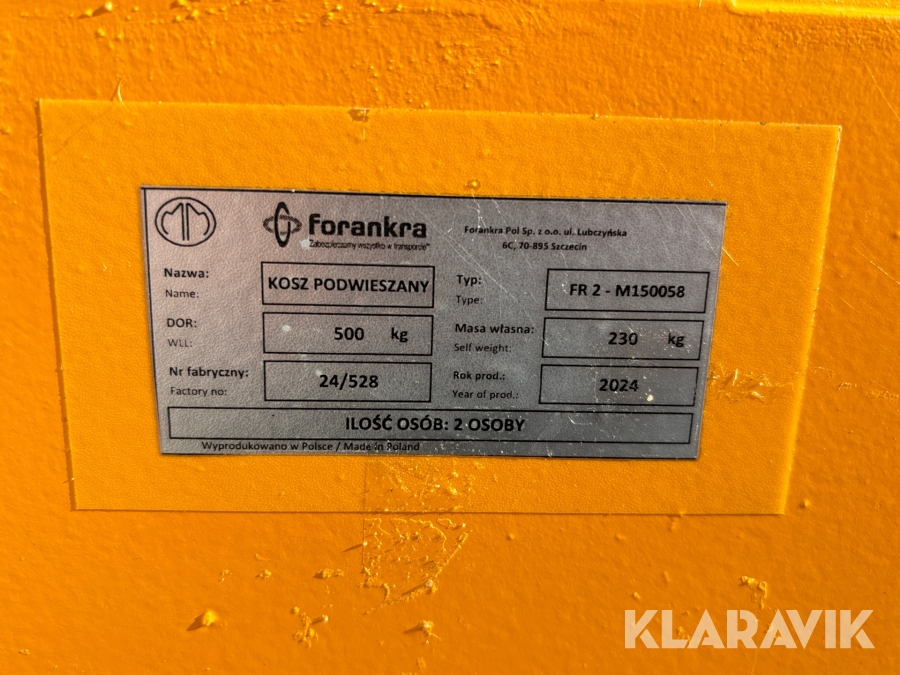 MM
forankra
Zabezpieczamy wszystko w transporcie™
Forankra Pol Sp. z o.o. ul. Lubczyńska
6C, 70-895 Szczecin
Nazwa:
Name:
KOSZ PODWIESZANY
Typ:
Type:
FR 2 - M150058
DOR:
WLL:
500 kg
Masa własna:
Self weight:
230 kg
Nr fabryczny:
Factory no:
24/528
Rok prod.:
Year of prod.:
2024
ILOŚĆ OSÓB: 2 OSOBY
Wyprodukowano w Polsce / Made in Poland
KLARAVIK